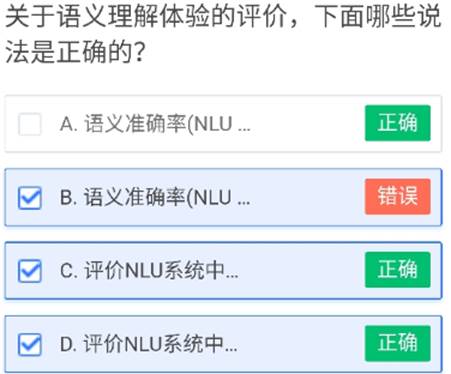 关于语义理解体验的评价，下面哪些说
法是正确的？
A. 语义准确率(NLU ... 正确
B. 语义准确率(NLU ... 错误
C. 评价NLU系统中... 正确
D. 评价NLU系统中... 正确